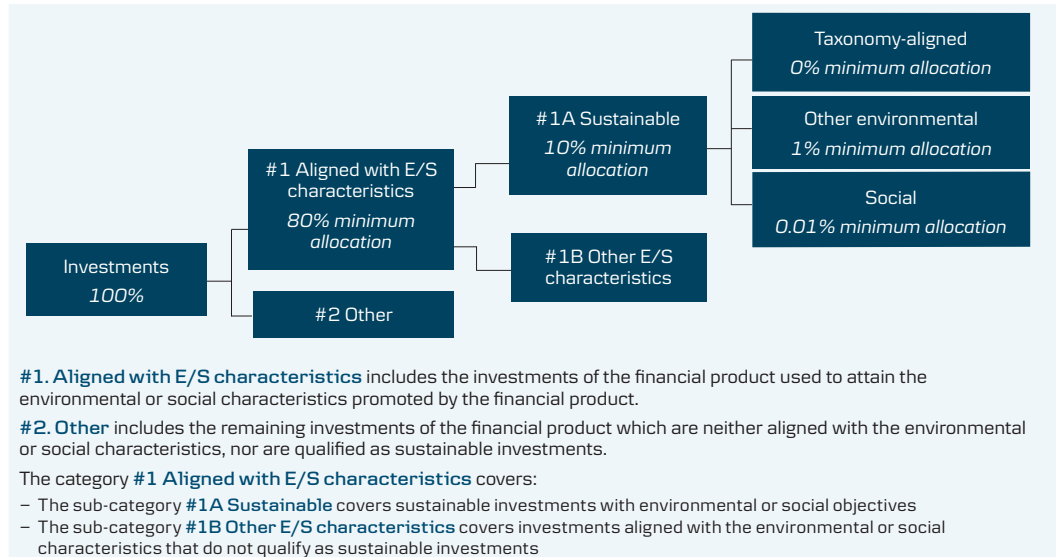 Investments
100%
#1 Aligned with E/S
characteristics
80% minimum
allocation
#2 Other
#1A Sustainable
10% minimum
allocation
#1B Other E/S
characteristics
Taxonomy-aligned
0% minimum allocation
Other environmental
1% minimum allocation
Social
0.01% minimum allocation
#1. Aligned with E/S characteristics includes the investments of the financial product used to attain the
environmental or social characteristics promoted by the financial product.
#2. Other includes the remaining investments of the financial product which are neither aligned with the environmental
or social characteristics, nor are qualified as sustainable investments.
The category #1 Aligned with E/S characteristics covers:
– The sub-category #1A Sustainable covers sustainable investments with environmental or social objectives
– The sub-category #1B Other E/S characteristics covers investments aligned with the environmental or social
characteristics that do not qualify as sustainable investments